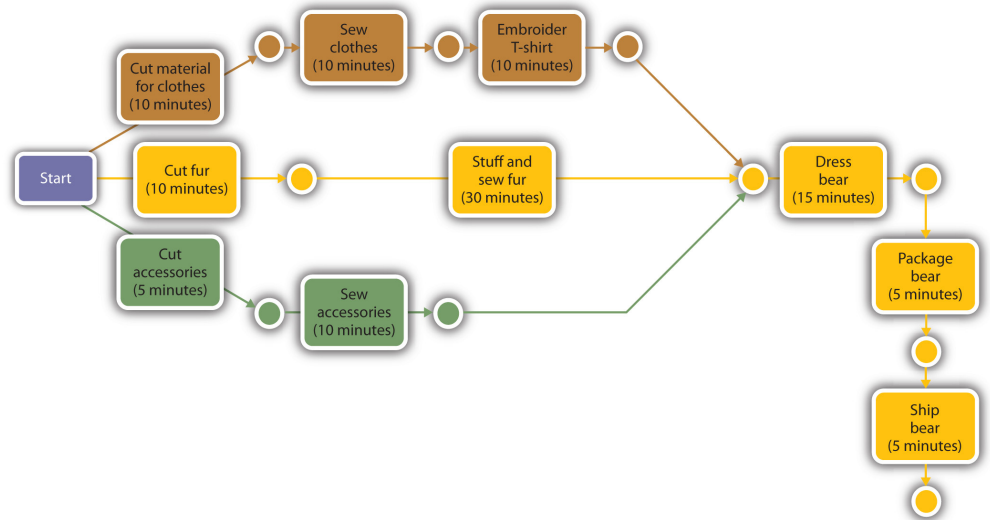 Sew
clothes
(10 minutes)
Embroider
T-shirt
(10 minutes)
Cut material
for clothes
(10 minutes)
Start
Cut fur
(10 minutes)
Stuff and
sew fur
(30 minutes)
Dress
bear
(15 minutes)
Cut
accessories
(5 minutes)
Sew
accessories
(10 minutes)
Package
bear
(5 minutes)
Ship
bear
(5 minutes)